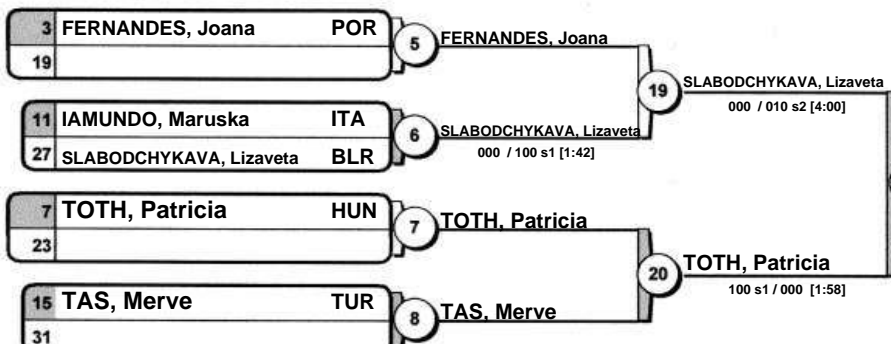 3 FERNANDES, Joana POR
19
5 FERNANDES, Joana
11 IAMUNDO, Maruska ITA
27 SLABODCHYKAVA, Lizaveta BLR
6 SLABODCHYKAVA, Lizaveta
000 / 100 s1 [1:42]
19 SLABODCHYKAVA, Lizaveta
000 / 010 s2 [4:00]
7 TOTH, Patricia HUN
23
7 TOTH, Patricia
15 TAS, Merve TUR
31
8 TAS, Merve
20 TOTH, Patricia
100 s1 / 000 [1:58]